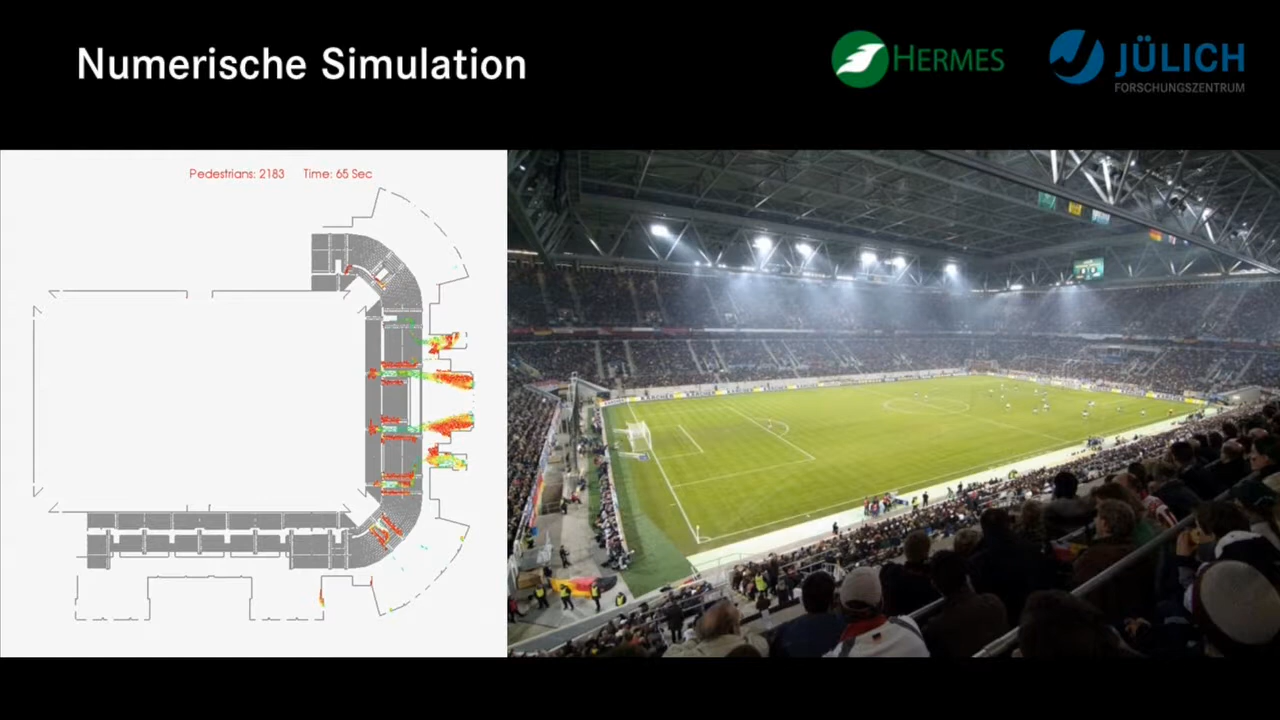 Numerische Simulation
HERMES
JÜLICH
FORSCHUNGSZENTRUM
Pedestrians: 2183 Time: 65 Sec